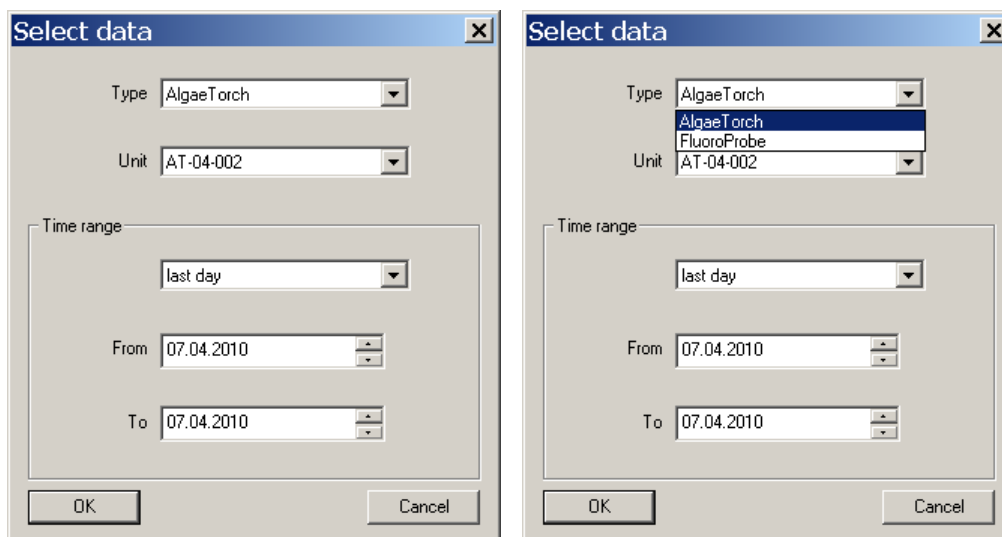 Select data
Type AlgaeTorch
Unit AT-04-002
Time range
last day
From 07.04.2010
To 07.04.2010
OK Cancel
Select data
Type AlgaeTorch
AlgaeTorch
FluoroProbe
Unit AT-04-002
Time range
last day
From 07.04.2010
To 07.04.2010
OK Cancel